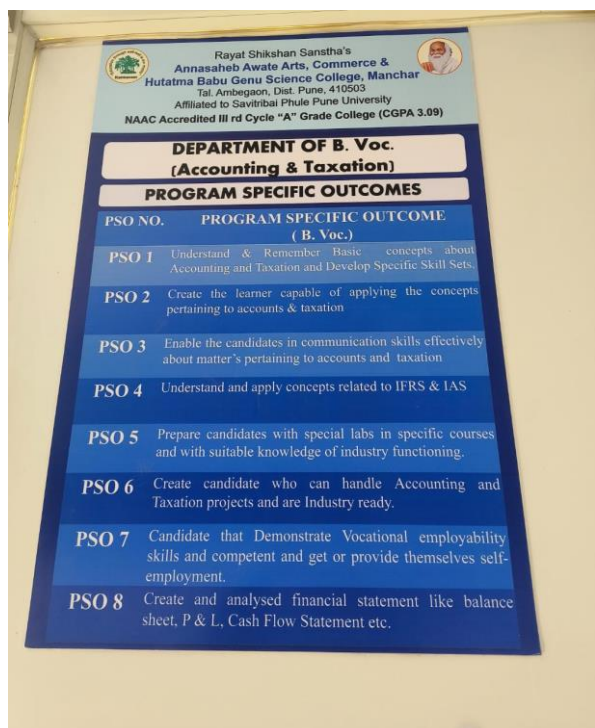 Rayat Shikshan Sanstha's
Annasaheb Awate Arts, Commerce &
Hutatma Babu Genu Science College, Manchar
Tal. Ambegaon, Dist. Pune, 410503
Affiliated to Savitribai Phule Pune University
NAAC Accredited III rd Cycle "A" Grade College (CGPA 3.09)
DEPARTMENT OF B. Voc.
(Accounting & Taxation)
PROGRAM SPECIFIC OUTCOMES
PSO NO. PROGRAM SPECIFIC OUTCOME
( B. Voc.)
PSO 1 Understand & Remember Basic concepts about
Accounting and Taxation and Develop Specific Skill Sets.
PSO 2 Create the learner capable of applying the concepts
pertaining to accounts & taxation
PSO 3 Enable the candidates in communication skills effectively
about matter's pertaining to accounts and taxation
PSO 4 Understand and apply concepts related to IFRS & IAS
PSO 5 Prepare candidates with special labs in specific courses
and with suitable knowledge of industry functioning.
PSO 6 Create candidate who can handle Accounting and
Taxation projects and are Industry ready.
PSO 7 Candidate that Demonstrate Vocational employability
skills and competent and get or provide themselves self-
employment.
PSO 8 Create and analysed financial statement like balance
sheet, P & L, Cash Flow Statement etc.